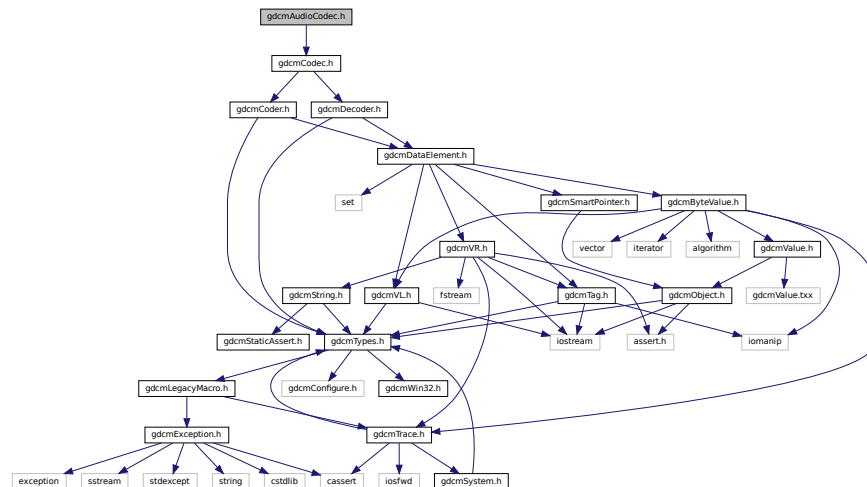 gdcmAudioCodec.h
gdcmCodec.h
gdcmCoder.h
gdcmDecoder.h
gdcmDataElement.h
set
gdcmSmartPointer.h
gdcmByteValue.h
gdcmVR.h
vector
iterator
algorithm
gdcmValue.h
gdcmString.h
gdcmVL.h
fstream
gdcmTag.h
gdcmObject.h
gdcmValue.txx
gdcmStaticAssert.h
gdcmTypes.h
iostream
assert.h
iomanip
gdcmLegacyMacro.h
gdcmConfigure.h
gdcmWin32.h
gdcmException.h
gdcmTrace.h
exception
sstream
stdexcept
string
cstdlib
cassert
iosfwd
gdcmSystem.h